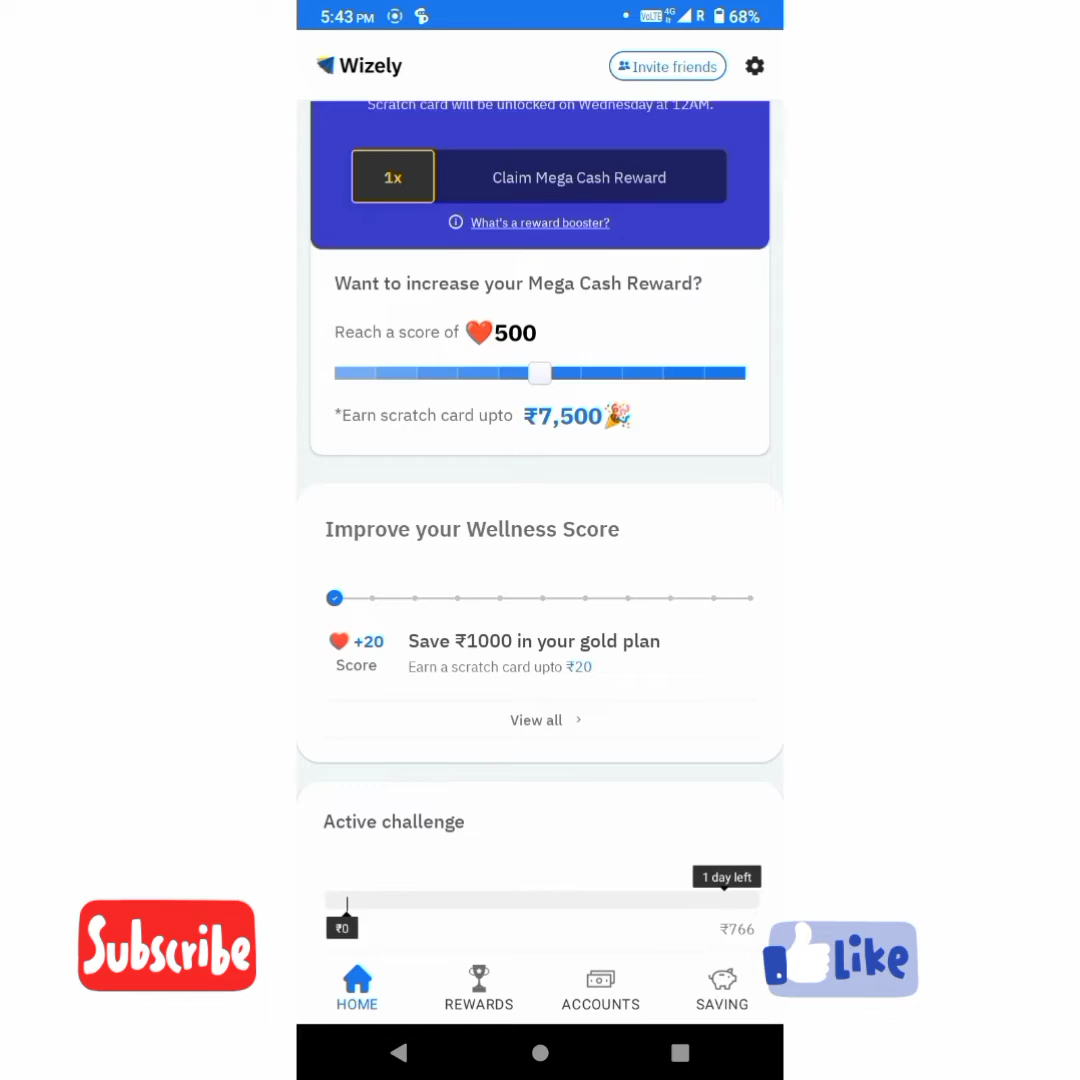 5:43 PM
VoLTE 4G R 68%
Wizely
Invite friends
Scratch card will be unlocked on Wednesday at 12AM.
1x
Claim Mega Cash Reward
What's a reward booster?
Want to increase your Mega Cash Reward?
Reach a score of ❤️500
*Earn scratch card upto ₹7,500🎉
Improve your Wellness Score
❤️ +20
Score
Save ₹1000 in your gold plan
Earn a scratch card upto ₹20
View all >
Active challenge
1 day left
₹0
₹766
Subscribe
Like
HOME
REWARDS
ACCOUNTS
SAVING